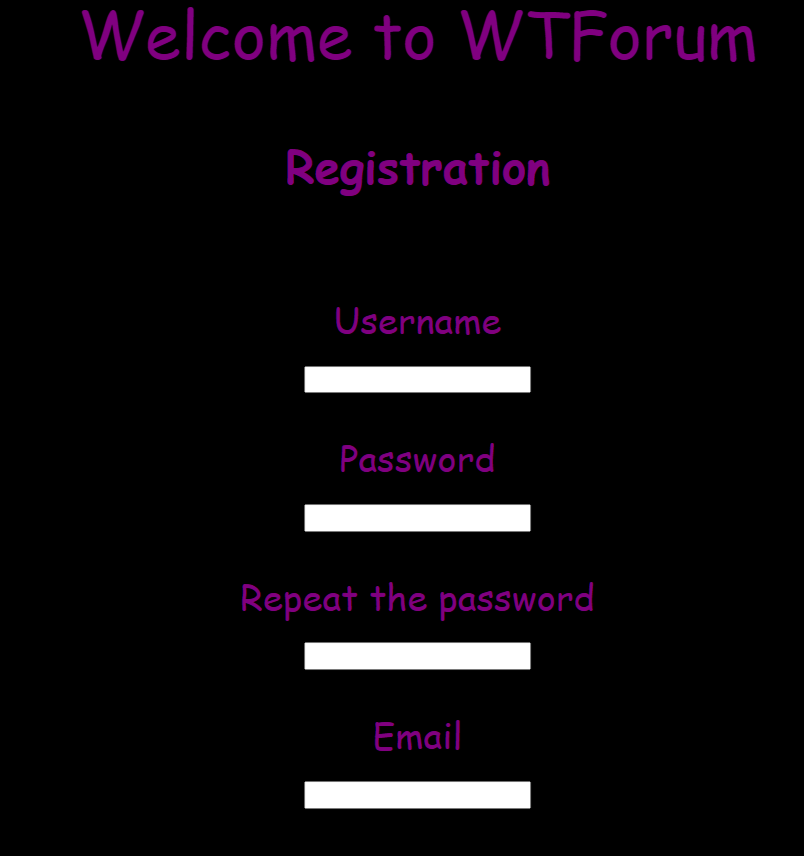 Welcome to WTForum
Registration
Username
Password
Repeat the password
Email